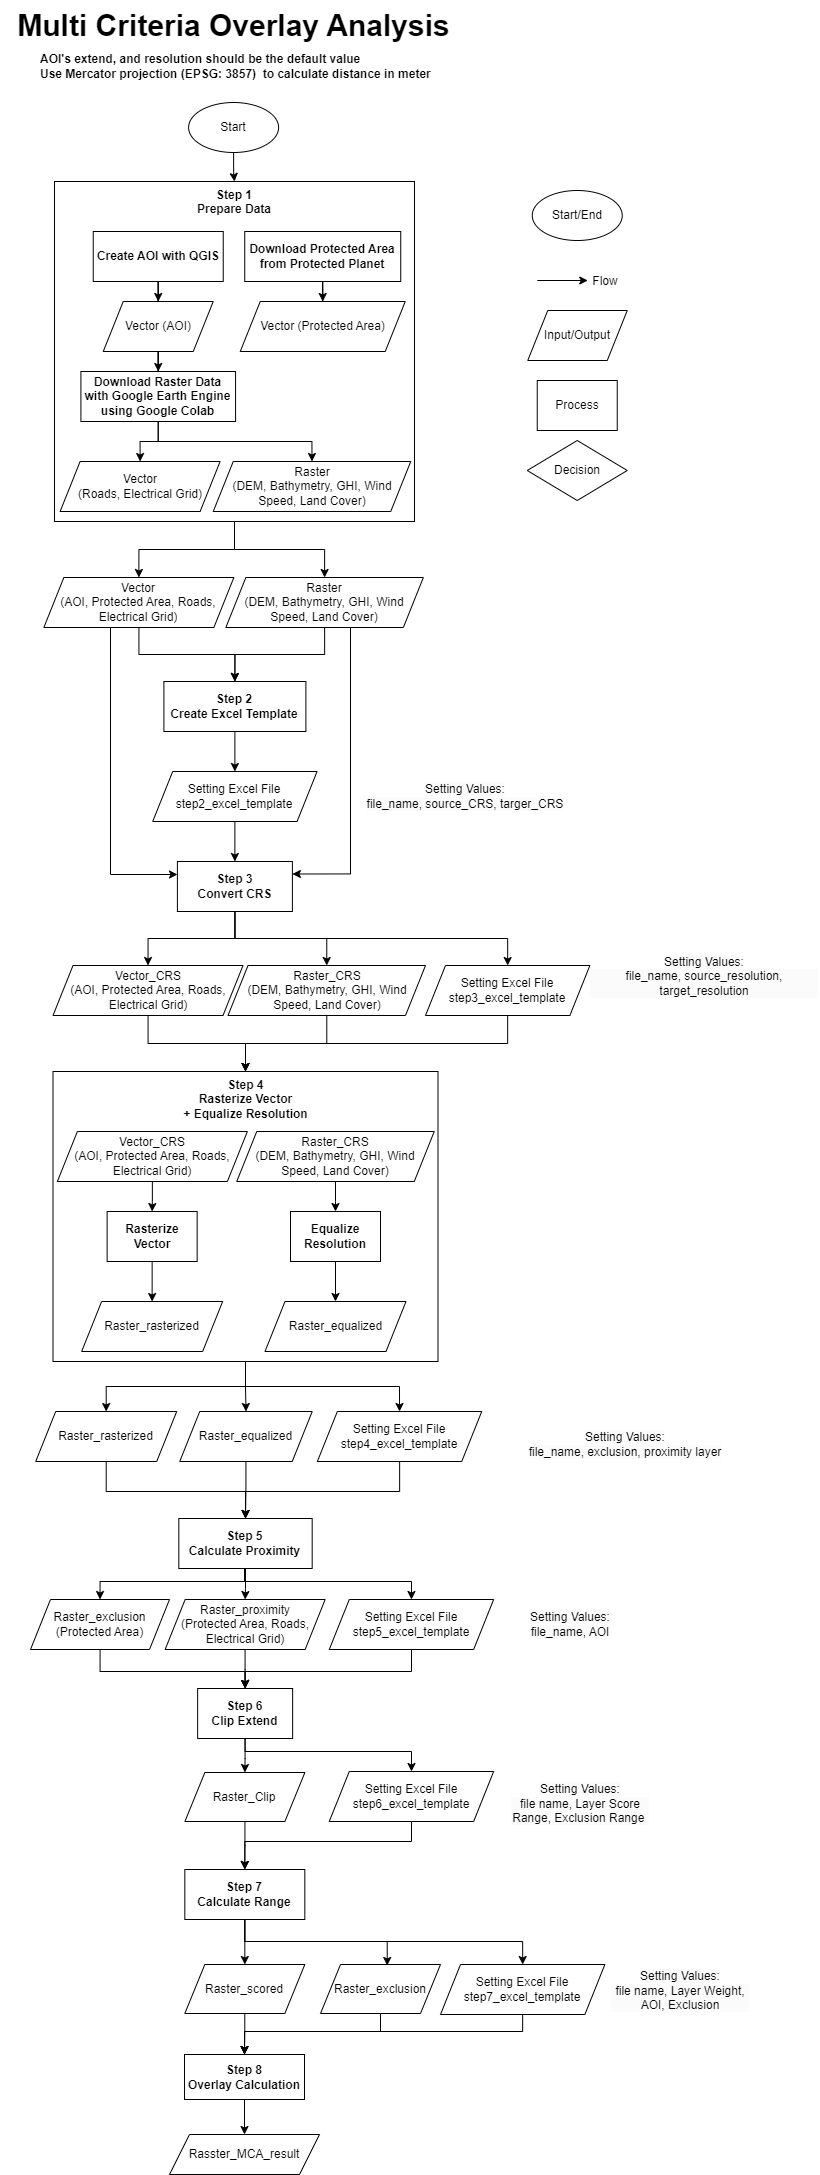 Multi Criteria Overlay Analysis
AOI's extend, and resolution should be the default value
Use Mercator projection (EPSG: 3857)  to calculate distance in meter
Start
Step 1
Prepare Data
Create AOI with QGIS
Download Protected Area
from Protected Planet
Vector (AOI)
Vector (Protected Area)
Download Raster Data
with Google Earth Engine
using Google Colab
Vector
(Roads, Electrical Grid)
Raster
(DEM, Bathymetry, GHI, Wind
Speed, Land Cover)
Start/End
Flow
Input/Output
Process
Decision
Vector
(AOI, Protected Area, Roads,
Electrical Grid)
Raster
(DEM, Bathymetry, GHI, Wind
Speed, Land Cover)
Step 2
Create Excel Template
Setting Excel File
step2_excel_template
Setting Values:
file_name, source_CRS, targer_CRS
Step 3
Convert CRS
Vector_CRS
(AOI, Protected Area, Roads,
Electrical Grid)
Raster_CRS
(DEM, Bathymetry, GHI, Wind
Speed, Land Cover)
Setting Excel File
step3_excel_template
Setting Values:
file_name, source_resolution,
target_resolution
Step 4
Rasterize Vector
+ Equalize Resolution
Vector_CRS
(AOI, Protected Area, Roads,
Electrical Grid)
Raster_CRS
(DEM, Bathymetry, GHI, Wind
Speed, Land Cover)
Rasterize
Vector
Equalize
Resolution
Raster_rasterized
Raster_equalized
Raster_rasterized
Raster_equalized
Setting Excel File
step4_excel_template
Setting Values:
file_name, exclusion, proximity layer
Step 5
Calculate Proximity
Raster_exclusion
(Protected Area)
Raster_proximity
(Protected Area, Roads,
Electrical Grid)
Setting Excel File
step5_excel_template
Setting Values:
file_name, AOI
Step 6
Clip Extend
Raster_Clip
Setting Excel File
step6_excel_template
Setting Values:
file name, Layer Score
Range, Exclusion Range
Step 7
Calculate Range
Raster_scored
Raster_exclusion
Setting Excel File
step7_excel_template
Setting Values:
file name, Layer Weight,
AOI, Exclusion
Step 8
Overlay Calculation
Rasster_MCA_result